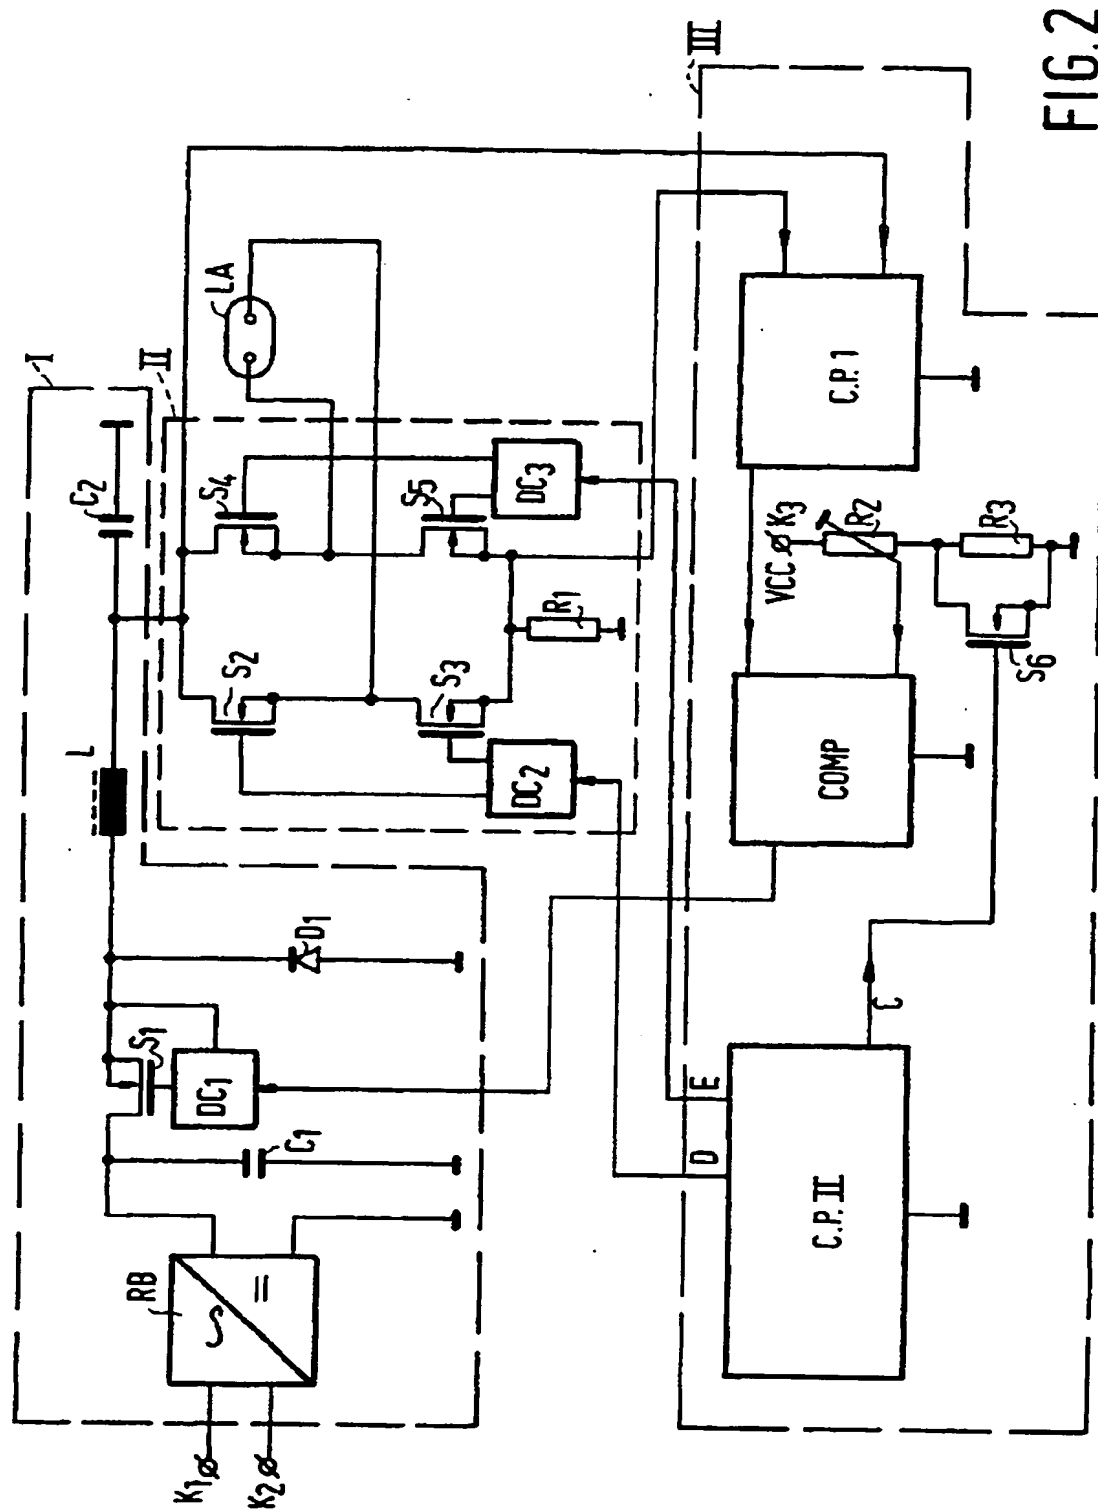 I
C2
L
D1
S1
DC1
C1
RB
K1
K2
II
LA
S4
S5
DC3
S2
S3
DC2
R1
III
C.P.1
VCC
K3
R2
R3
S6
COMP
C
E
D
C.P.II
FIG.2